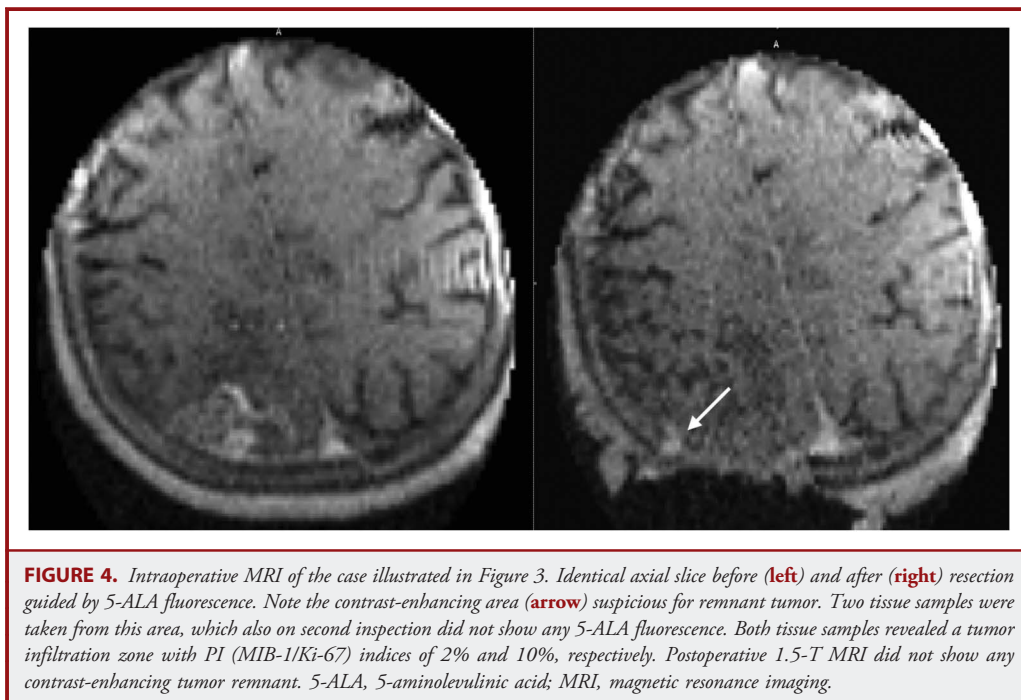 A
A
FIGURE 4. Intraoperative MRI of the case illustrated in Figure 3. Identical axial slice before (left) and after (right) resection
guided by 5-ALA fluorescence. Note the contrast-enhancing area (arrow) suspicious for remnant tumor. Two tissue samples were
taken from this area, which also on second inspection did not show any 5-ALA fluorescence. Both tissue samples revealed a tumor
infiltration zone with PI (MIB-1/Ki-67) indices of 2% and 10%, respectively. Postoperative 1.5-T MRI did not show any
contrast-enhancing tumor remnant. 5-ALA, 5-aminolevulinic acid; MRI, magnetic resonance imaging.